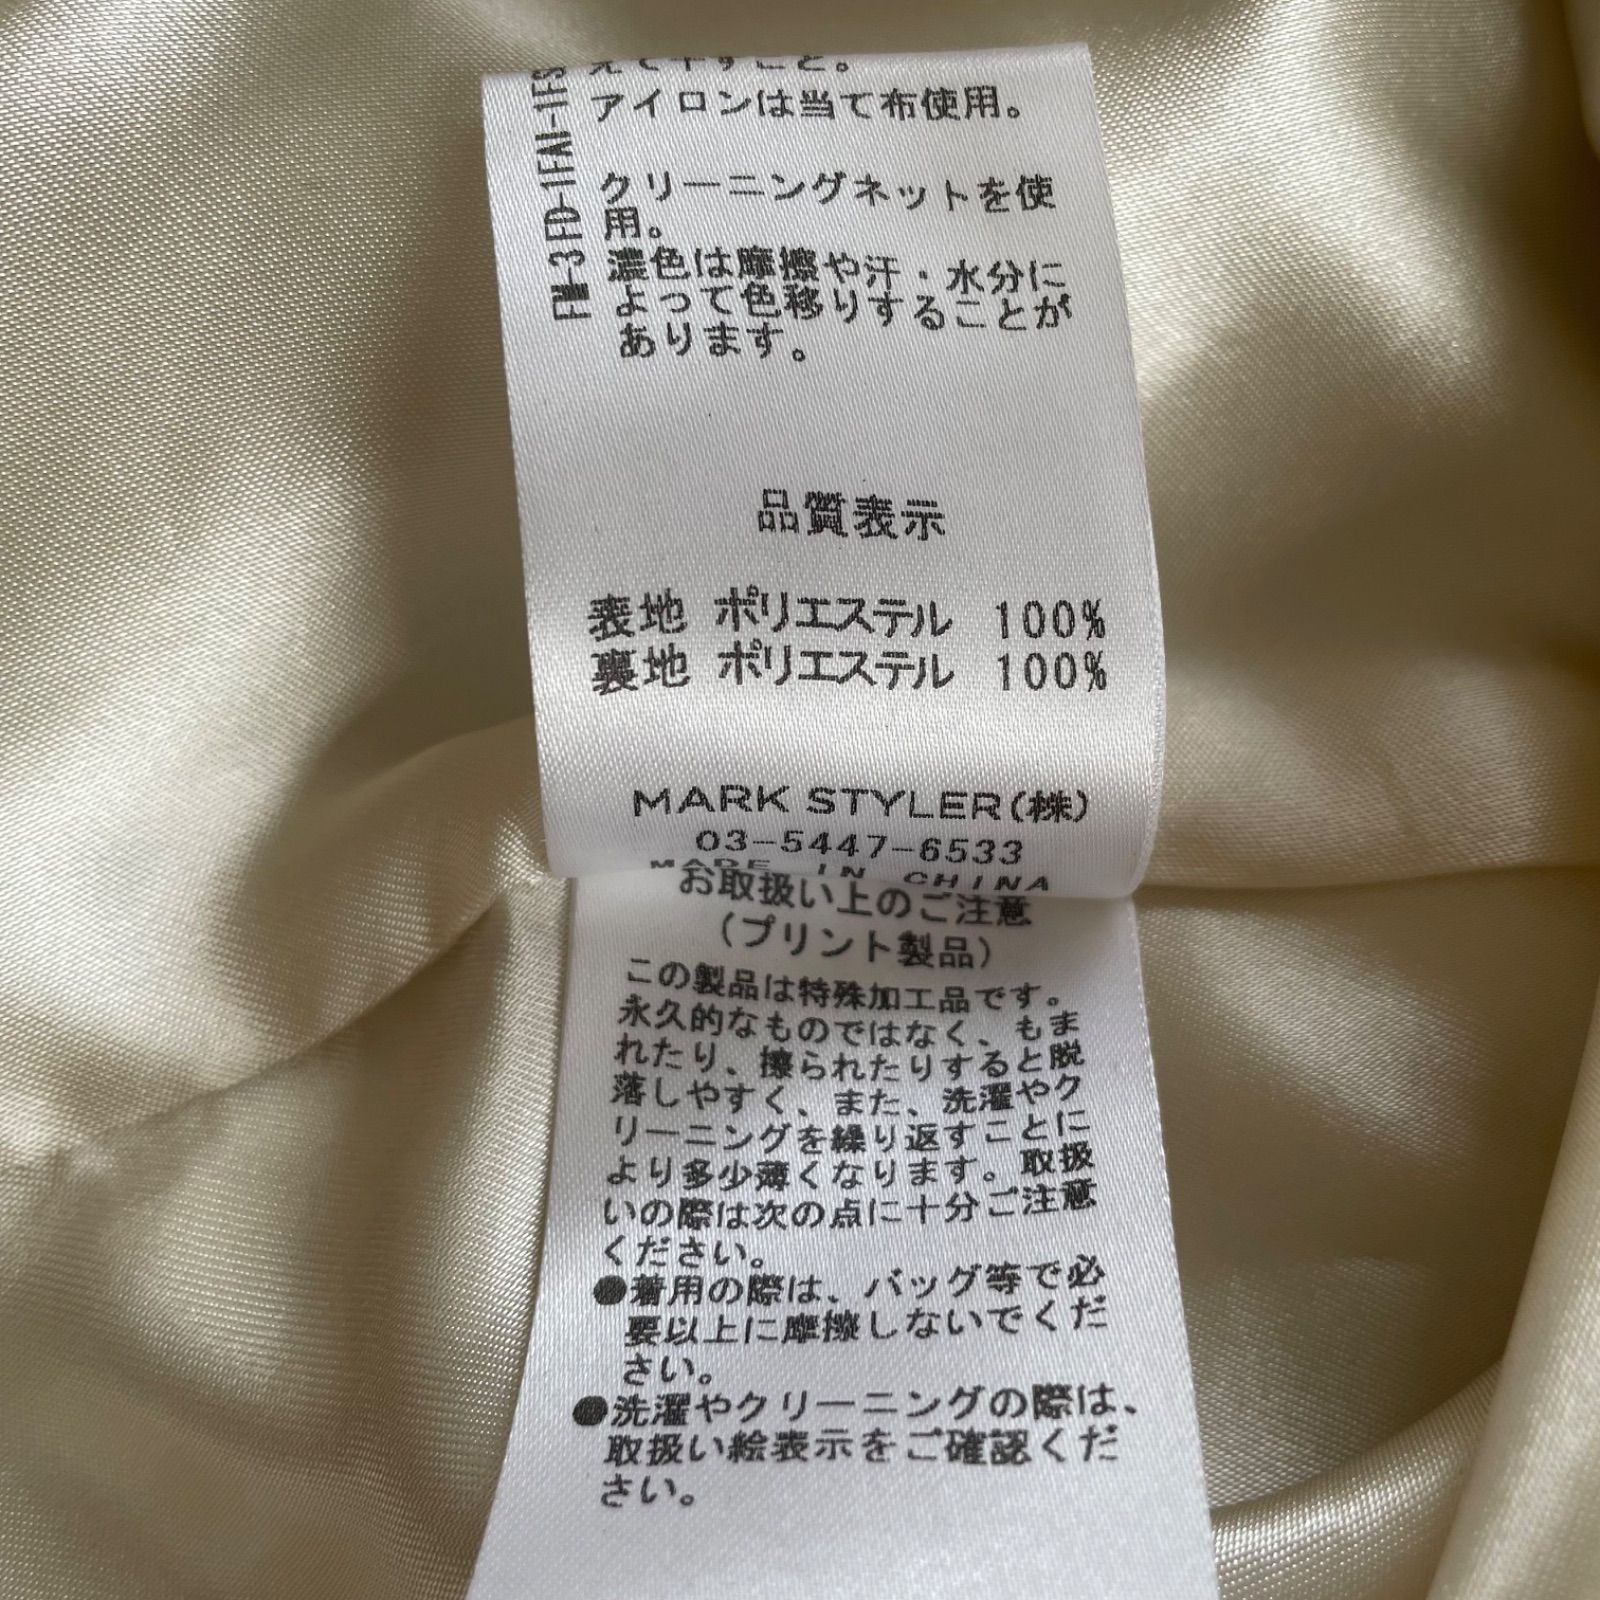 えて干すこと。
アイロンは当て布使用。
クリーニングネットを使
用。
濃色は摩擦や汗・水分に
よって色移りすることが
あります。
FW-3FD-1FA1-1FS
品質表示
表地 ポリエステル 100%
裏地 ポリエステル 100%
MARK STYLER(株)
03-5447-6533
MADE IN CHINA
お取扱い上のご注意
(プリント製品)
この製品は特殊加工品です。
永久的なものではなく、もま
れたり、擦られたりすると脱
落しやすく、また、洗濯やク
リーニングを繰り返すことに
より多少薄くなります。取扱
いの際は次の点に十分ご注意
ください。
●着用の際は、バッグ等で必
要以上に摩擦しないでくだ
さい。
●洗濯やクリーニングの際は、
取扱い絵表示をご確認くだ
さい。